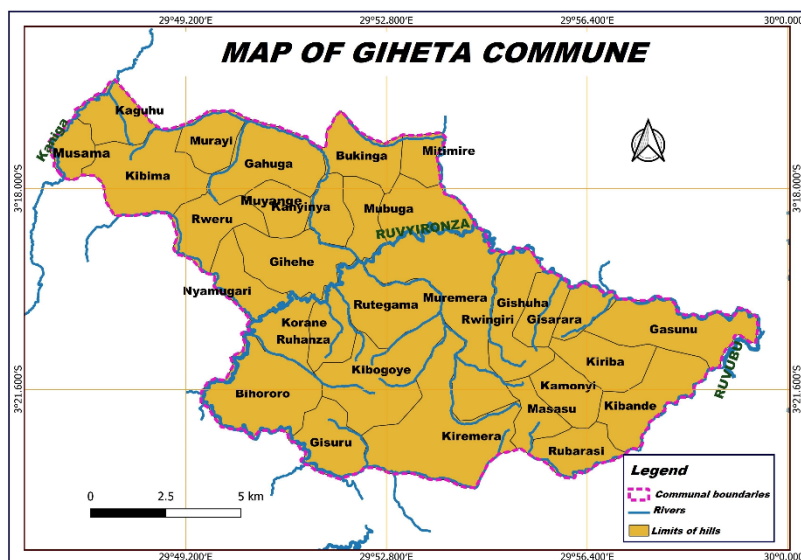 29°49.200'E 29°52.800'E 29°56.400'E 30°0.000'E
MAP OF GIHETA COMMUNE
Kaguhu
Kaniga
Musama
Murayi
Kibima
Gahuga
Bukinga
Mitimire
3°18.000'S 3°18.000'S
Muyange
Kanyinya
Mubuga
Rweru
RUVYIRONZA
Gihehe
Nyamugari
Rutegama
Muremera
Gishuha
Rwingiri
Gisarara
Korane
Ruhanza
Gasunu
Kibogoye
Kiriba
RUVUBU
3°21.600'S 3°21.600'S
Bihororo
Kamonyi
Masasu
Kibande
Gisuru
Kiremera
Rubarasi
Legend
Communal boundaries
Rivers
Limits of hills
0 2.5 5 km
29°49.200'E 29°52.800'E 29°56.400'E 30°0.000'E